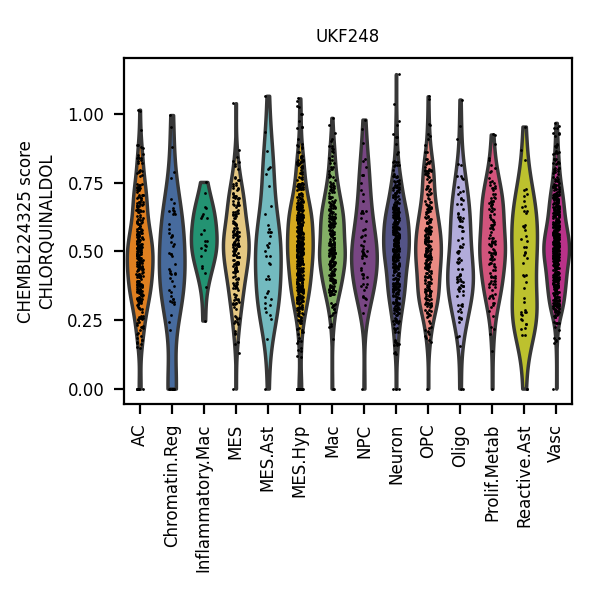 UKF248
CHEMBL224325 score
CHLORQUINALDOL
1.00
0.75
0.50
0.25
0.00
AC
Chromatin.Reg
Inflammatory.Mac
MES
MES.Ast
MES.Hyp
Mac
NPC
Neuron
OPC
Oligo
Prolif.Metab
Reactive.Ast
Vasc